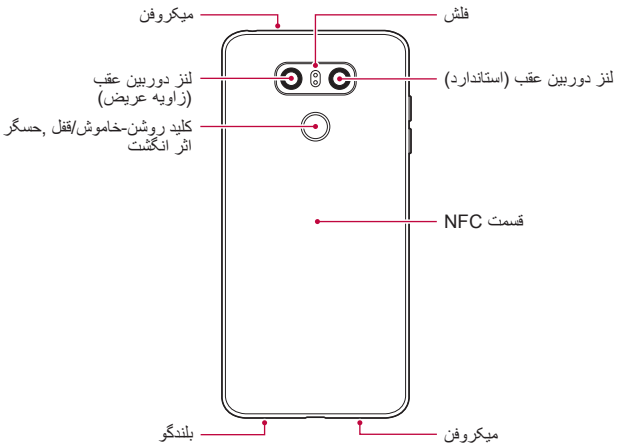 میکروفن
فلش
لنز دوربین عقب
(زاویه عریض)
لنز دوربین عقب (استاندارد)
کلید روشن-خاموش/قفل ,حسگر
اثر انگشت
قسمت NFC
بلندگو
میکروفن